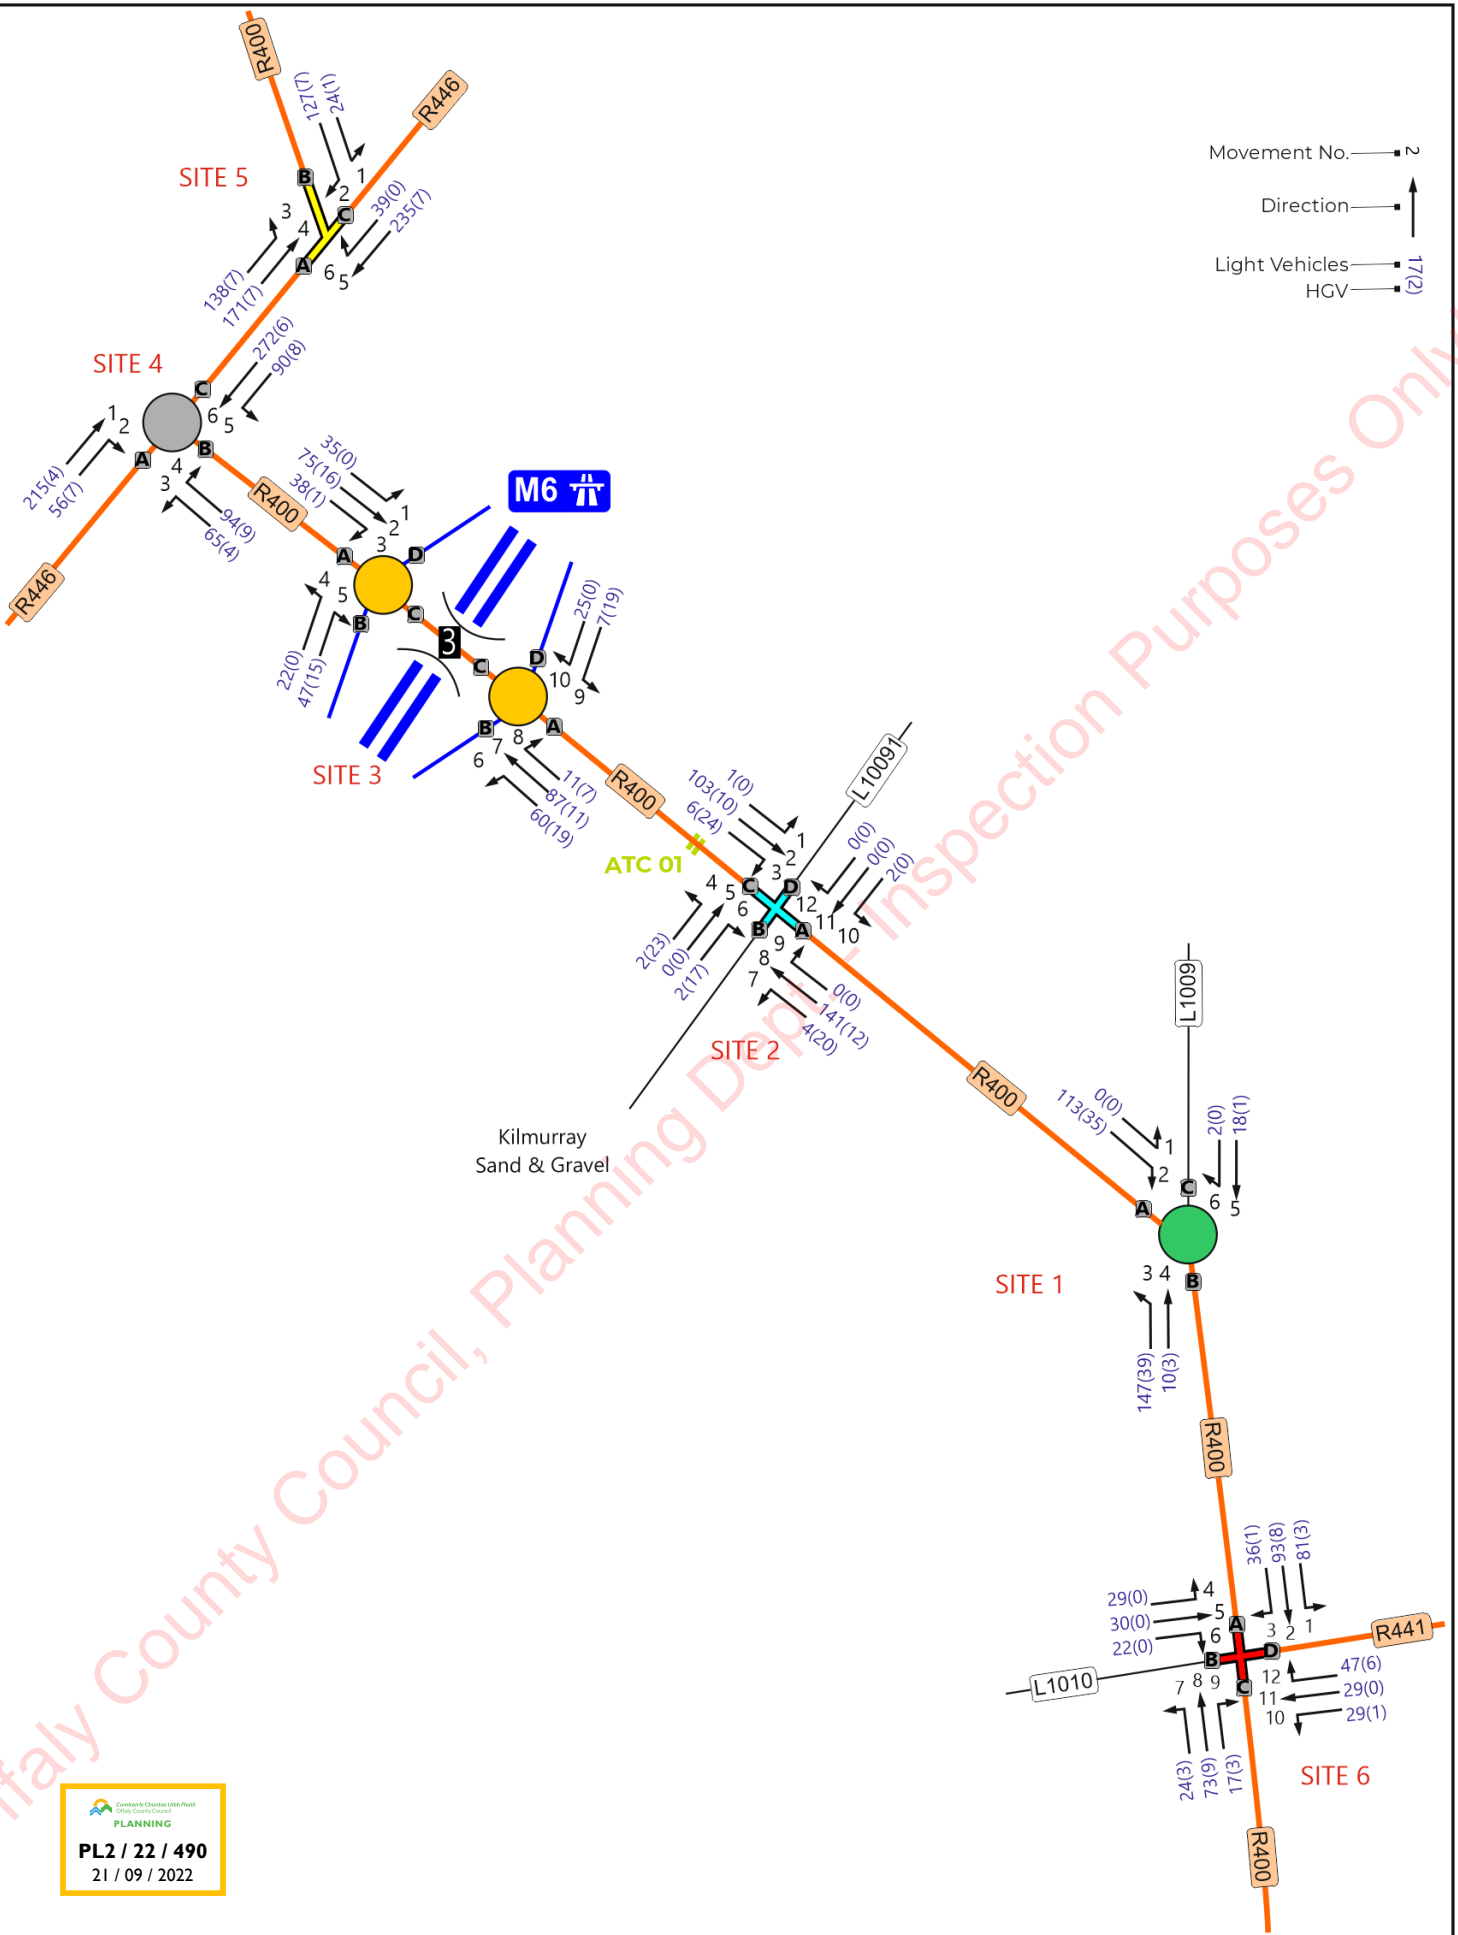 R400
R446
127(7)
24(1)
SITE 5
B
1
2
C
3
4
A
6
5
39(0)
235(7)
138(7)
171(7)
Movement No.
2
Direction
Light Vehicles
HGV
17(2)
SITE 4
272(6)
90(8)
C
1
2
6
5
B
A
4
3
215(4)
56(7)
94(9)
65(4)
R446
R400
35(0)
75(16)
38(1)
M6
1
2
3
A
D
4
5
B
C
3
22(0)
47(15)
C
D
25(0)
7(19)
10
9
B
A
8
7
6
SITE 3
11(7)
87(11)
60(19)
R400
ATC 01
1(0)
103(10)
6(24)
L10091
1
2
3
0(0)
0(0)
2(0)
4
5
6
C
D
12
11
10
B
A
9
8
7
2(23)
0(0)
2(17)
0(0)
141(12)
4(20)
SITE 2
Kilmurray
Sand & Gravel
R400
L1009
0(0)
113(35)
1
2
2(0)
18(1)
C
6
5
A
SITE 1
3
4
B
147(39)
10(3)
R400
36(1)
93(8)
81(3)
29(0)
30(0)
22(0)
4
5
6
A
3
2
1
R441
B
D
L1010
7
8
9
C
12
11
10
47(6)
29(0)
29(1)
24(3)
73(9)
17(3)
SITE 6
R400
Comhairle Chontae Uíbh Fhailí
Offaly County Council
PLANNING
PL2 / 22 / 490
21 / 09 / 2022
ffaly County Council, Planning Dept - Inspection Purposes Only